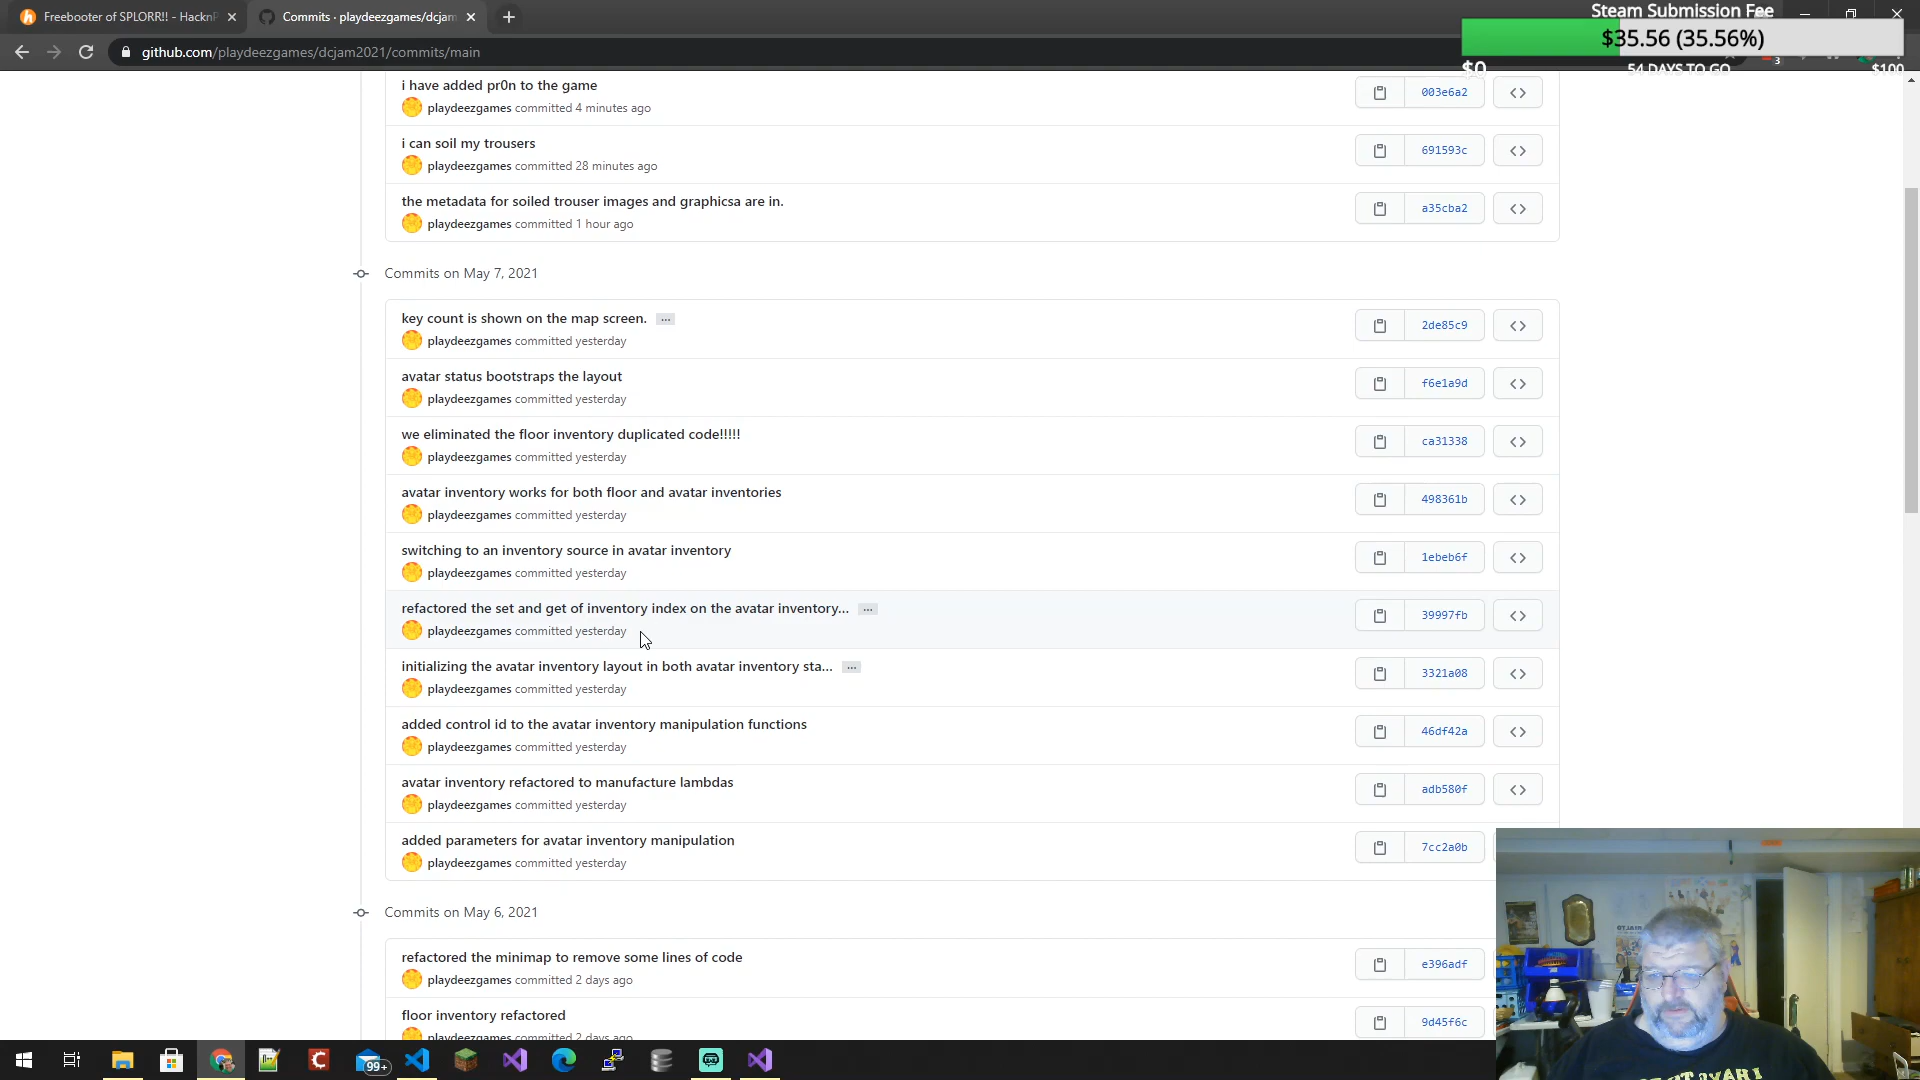 Freebooter of SPLORR!! - HacknP
Commits · playdeezgames/dcjam
Steam Submission Fee
$35.56 (35.56%)
$0
54 DAYS TO GO
$100
github.com/playdeezgames/dcjam2021/commits/main
3
i have added pr0n to the game
playdeezgames committed 4 minutes ago
003e6a2
i can soil my trousers
playdeezgames committed 28 minutes ago
691593c
the metadata for soiled trouser images and graphicsa are in.
playdeezgames committed 1 hour ago
a35cba2
Commits on May 7, 2021
key count is shown on the map screen. ...
playdeezgames committed yesterday
2de85c9
avatar status bootstraps the layout
playdeezgames committed yesterday
f6e1a9d
we eliminated the floor inventory duplicated code!!!!!
playdeezgames committed yesterday
ca31338
avatar inventory works for both floor and avatar inventories
playdeezgames committed yesterday
498361b
switching to an inventory source in avatar inventory
playdeezgames committed yesterday
1ebeb6f
refactored the set and get of inventory index on the avatar inventory... ...
playdeezgames committed yesterday
39997fb
initializing the avatar inventory layout in both avatar inventory sta... ...
playdeezgames committed yesterday
3321a08
added control id to the avatar inventory manipulation functions
playdeezgames committed yesterday
46df42a
avatar inventory refactored to manufacture lambdas
playdeezgames committed yesterday
adb580f
added parameters for avatar inventory manipulation
playdeezgames committed yesterday
7cc2a0b
Commits on May 6, 2021
refactored the minimap to remove some lines of code
playdeezgames committed 2 days ago
e396adf
floor inventory refactored
playdeezgames committed 2 days ago
9d45f6c
99+